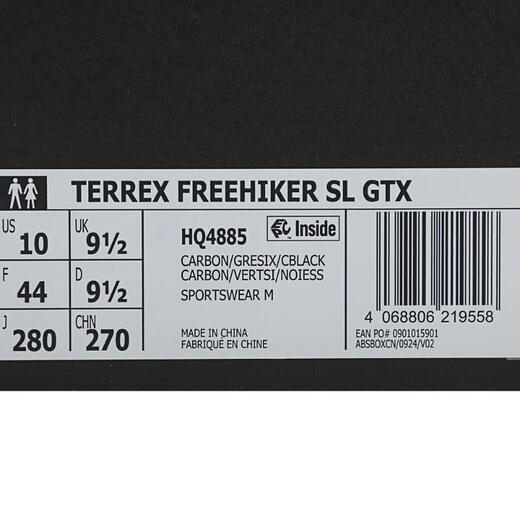 TERREX FREEHIKER SL GTX
US 10
UK 9½
F 44
D 9½
J 280
CHN 270
HQ4885
Inside
CARBON/GRESIX/CBLACK
CARBON/VERTSI/NOIESS
SPORTSWEAR M
MADE IN CHINA
FABRIQUÉ EN CHINE
4 068806 219558
EAN PO# 0901015901
ABSBOXCN/0924/V02